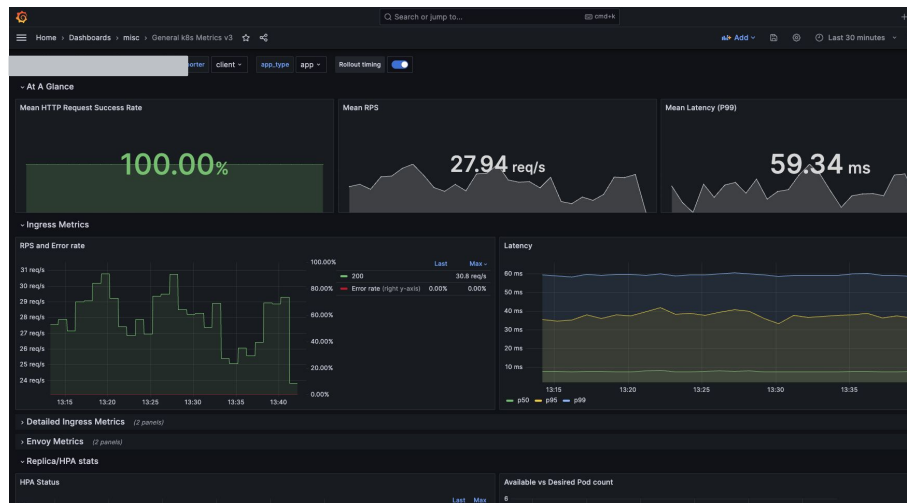 Search or jump to...
cmd+k
Home › Dashboards › misc › General k8s Metrics v3
Add
Last 30 minutes
orter
client
app_type
app
Rollout timing
At A Glance
Mean HTTP Request Success Rate
100.00%
Mean RPS
27.94 req/s
Mean Latency (P99)
59.34 ms
Ingress Metrics
RPS and Error rate
31 req/s
30 req/s
29 req/s
28 req/s
27 req/s
26 req/s
25 req/s
24 req/s
13:15 13:20 13:25 13:30 13:35 13:40
100.00%
80.00%
60.00%
40.00%
20.00%
0.00%
Last Max
200 30.8 req/s
Error rate (right y-axis) 0.00% 0.00%
Latency
60 ms
50 ms
40 ms
30 ms
20 ms
10 ms
13:15 13:20 13:25 13:30 13:35
p50 p95 p99
Detailed Ingress Metrics (2 panels)
Envoy Metrics (2 panels)
Replica/HPA stats
HPA Status
Last Max
Available vs Desired Pod count
6